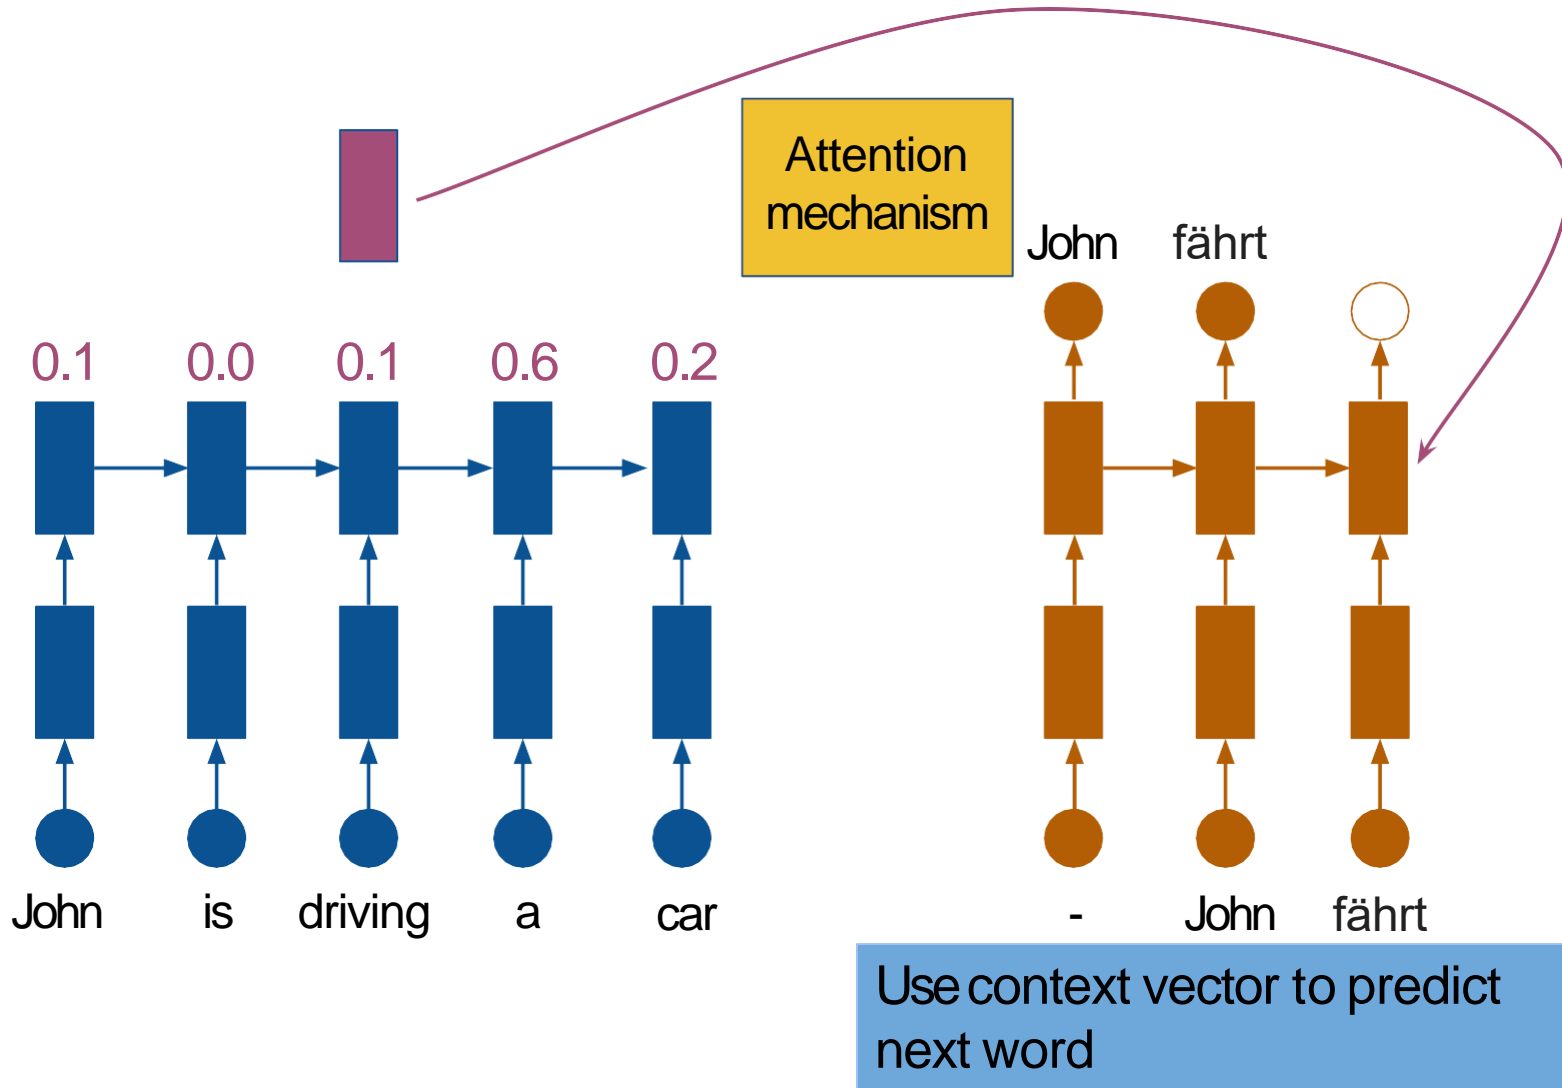 Attention
mechanism
John fährt
0.1 0.0 0.1 0.6 0.2
John is driving a car
- John fährt
Use context vector to predict
next word